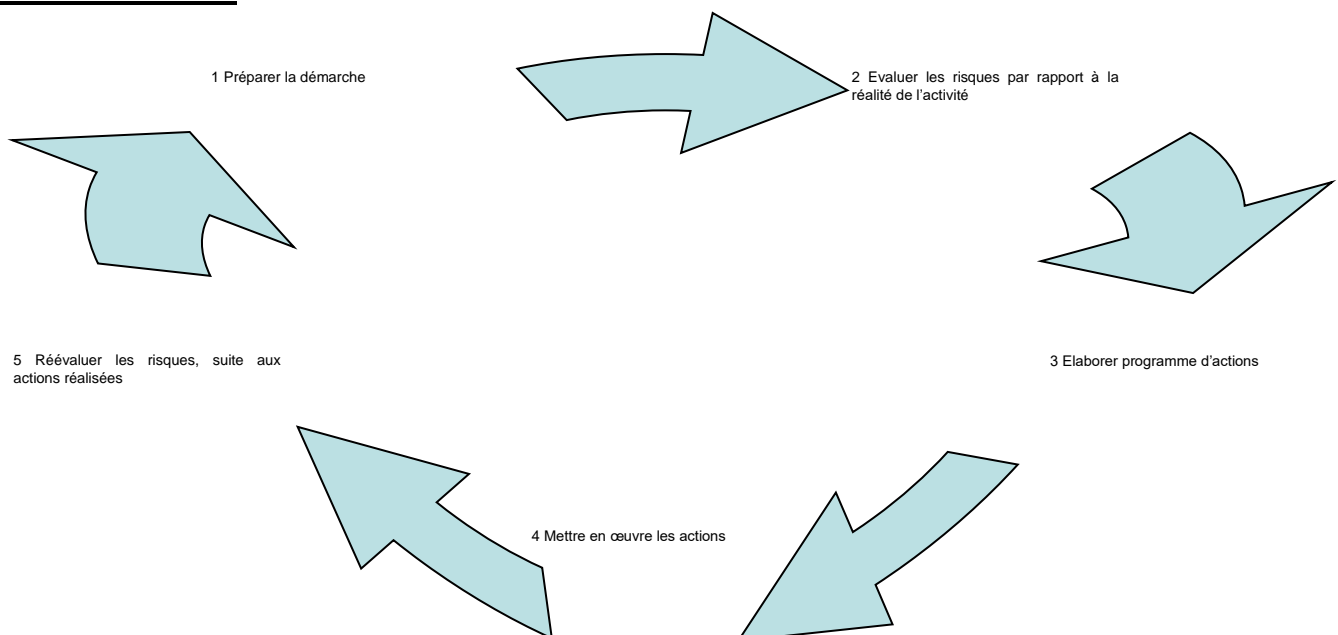 1 Préparer la démarche
2 Evaluer les risques par rapport à la
réalité de l’activité
3 Elaborer programme d’actions
4 Mettre en œuvre les actions
5 Réévaluer les risques, suite aux
actions réalisées